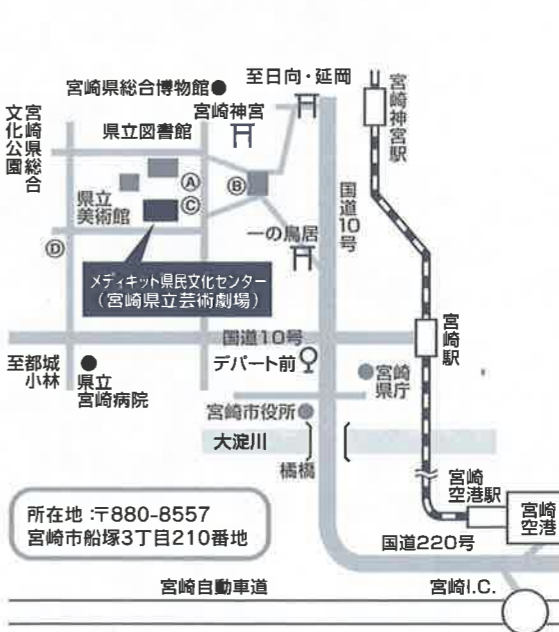 至日向・延岡
宮崎県総合博物館
宮崎神宮
宮崎神宮駅
宮崎県総合
文化公園
県立図書館
Ⓐ
Ⓑ
県立
美術館
Ⓒ
国道10号
一の鳥居
Ⓓ
メディキット県民文化センター
(宮崎県立芸術劇場)
国道10号
宮崎駅
至都城
小林
県立
宮崎病院
デパート前
宮崎
県庁
宮崎市役所
大淀川
橘橋
宮崎
空港駅
宮崎
空港
所在地:〒880-8557
宮崎市船塚3丁目210番地
国道220号
宮崎自動車道
宮崎I.C.